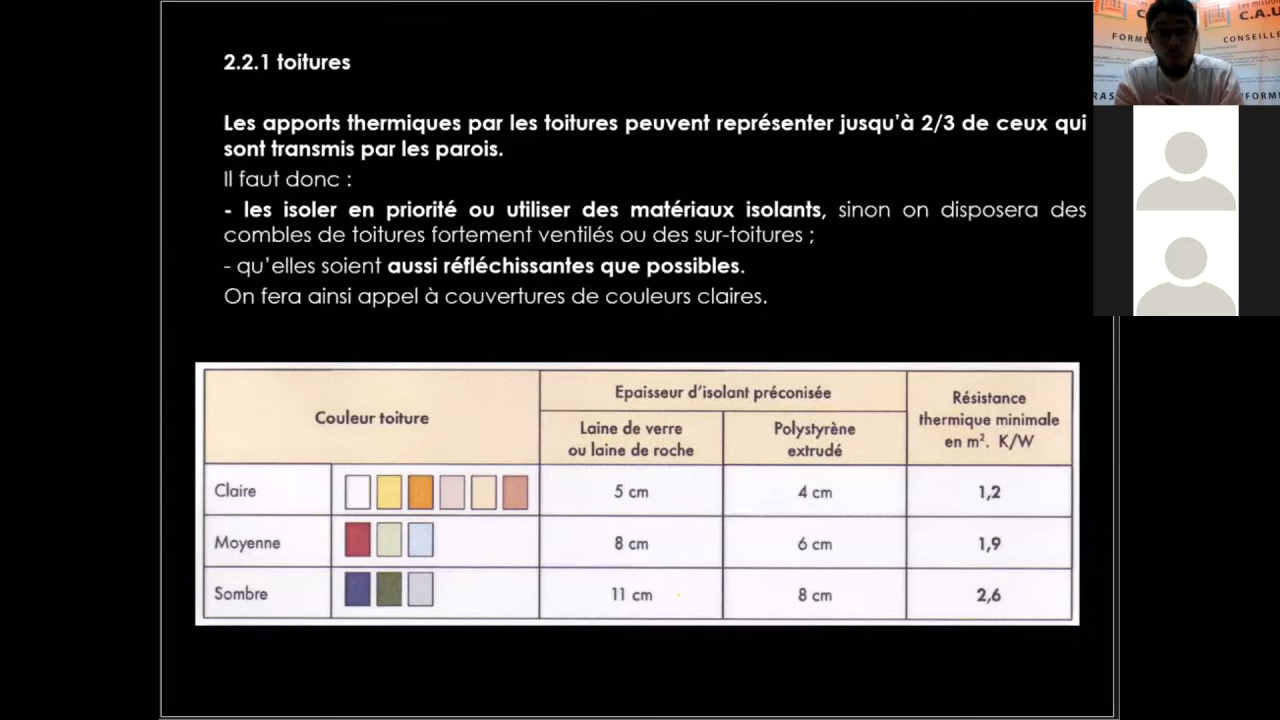 2.2.1 toitures
Les apports thermiques par les toitures peuvent représenter jusqu'à 2/3 de ceux qui
sont transmis par les parois.
Il faut donc :
- les isoler en priorité ou utiliser des matériaux isolants, sinon on disposera des
combles de toitures fortement ventilés ou des sur-toitures ;
- qu'elles soient aussi réfléchissantes que possibles.
On fera ainsi appel à couvertures de couleurs claires.
Couleur toiture
Epaisseur d'isolant préconisée
Résistance
thermique minimale
en m². K/W
Laine de verre
ou laine de roche
Polystyrène
extrudé
Claire 5 cm 4 cm 1,2
Moyenne 8 cm 6 cm 1,9
Sombre 11 cm 8 cm 2,6
C.A.U
FORM
CONSEILLE